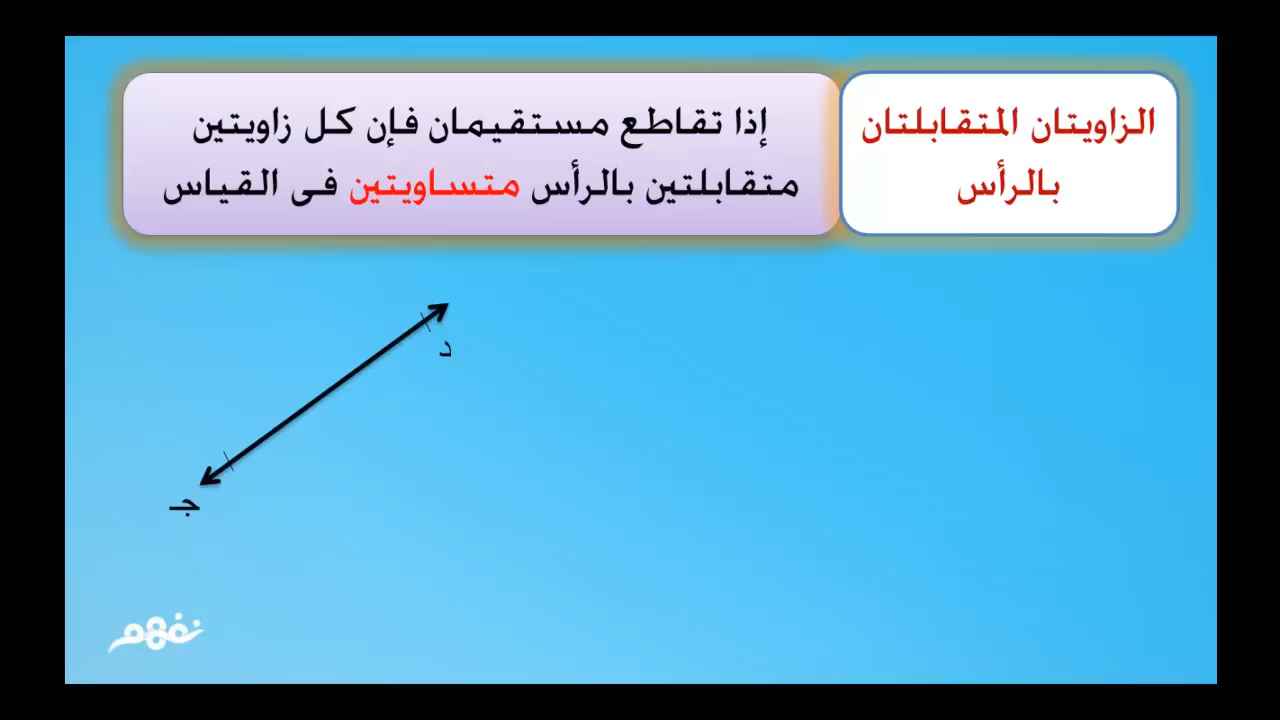 الزاويتان المتقابلتان
بالرأس
إذا تقاطع مستقيمان فإن كل زاويتين
متقابلتين بالرأس متساويتين فى القياس
د
جـ
نفهم